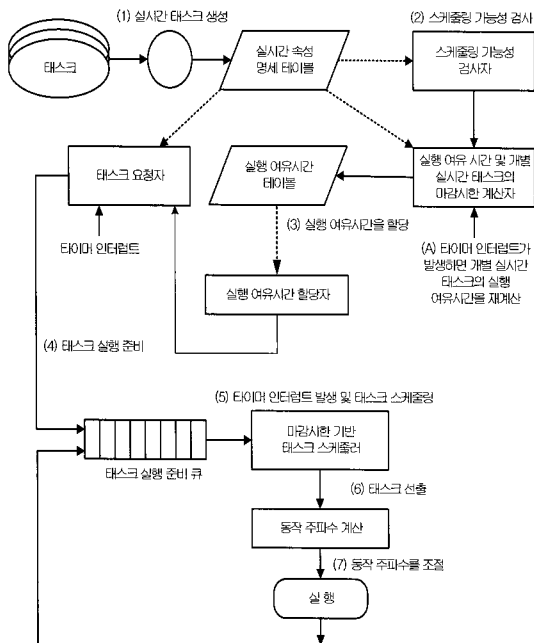 (1) 실시간 태스크 생성
(2) 스케줄링 가능성 검사
태스크
실시간 속성
명세 테이블
스케줄링 가능성
검사자
태스크 요청자
실행 여유시간
테이블
실행 여유 시간 및 개별
실시간 태스크의
마감시한 계산자
타이머 인터럽트
(3) 실행 여유시간을 할당
(A) 타이머 인터럽트가
발생하면 개별 실시간
태스크의 실행
여유시간을 재계산
실행 여유시간 할당자
(4) 태스크 실행 준비
(5) 타이머 인터럽트 발생 및 태스크 스케줄링
마감시한 기반
태스크 스케줄러
태스크 실행 준비 큐
(6) 태스크 선출
동작 주파수 계산
(7) 동작 주파수를 조절
실 행